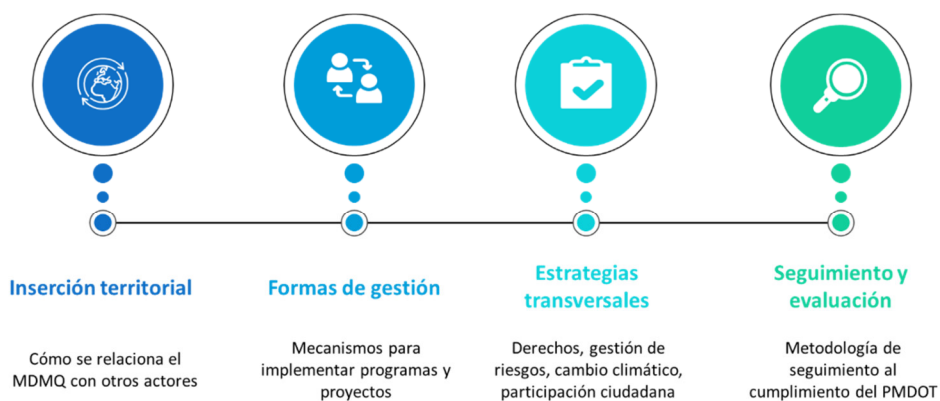 Inserción territorial
Cómo se relaciona el
MDMQ con otros actores
Formas de gestión
Mecanismos para
implementar programas y
proyectos
Estrategias
transversales
Derechos, gestión de
riesgos, cambio climático,
participación ciudadana
Seguimiento y
evaluación
Metodología de
seguimiento al
cumplimiento del PMDOT